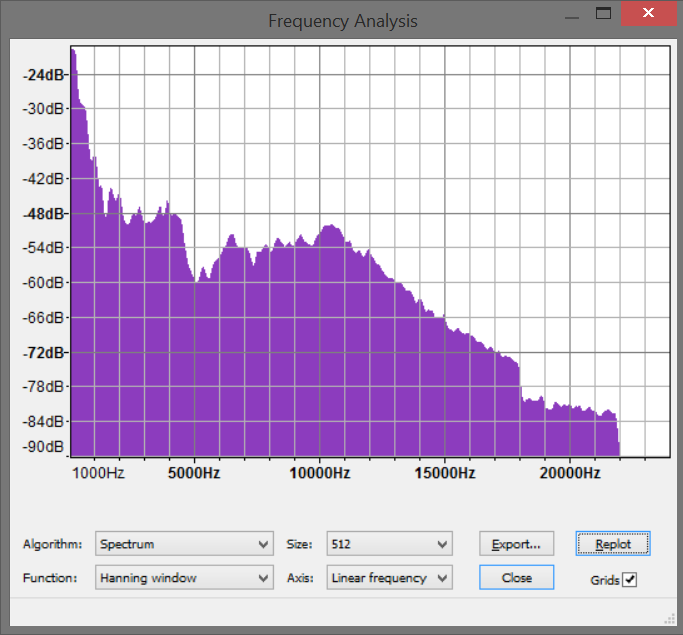 Frequency Analysis
-24dB
-30dB
-36dB
-42dB
-48dB
-54dB
-60dB
-66dB
-72dB
-78dB
-84dB
-90dB
1000Hz 5000Hz 10000Hz 15000Hz 20000Hz
Algorithm: Spectrum Size: 512 Export... Replot
Function: Hanning window Axis: Linear frequency Close Grids